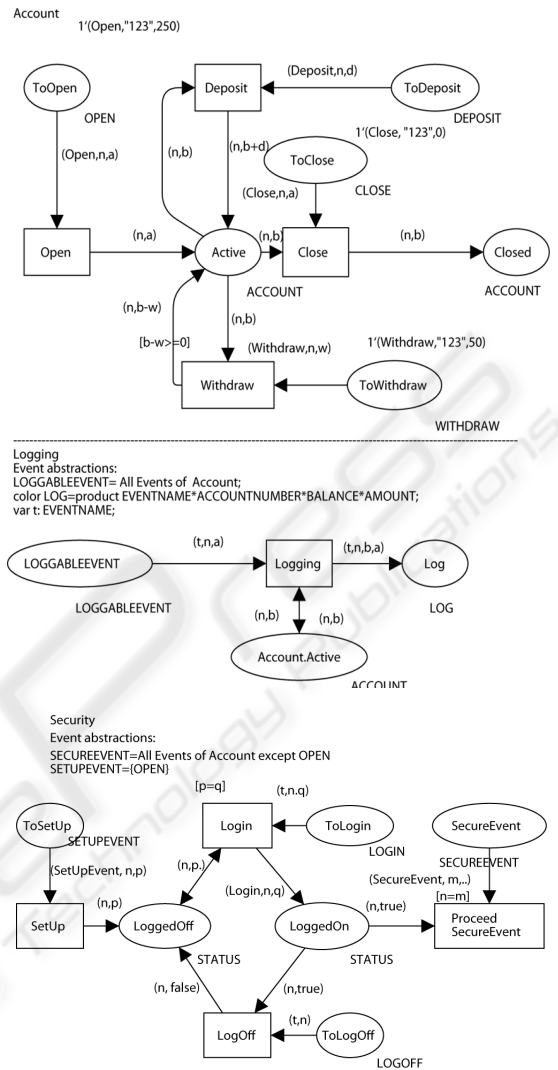 Account
1‘(Open,"123",250)
ToOpen
OPEN
Deposit
(Deposit,n,d)
ToDeposit
DEPOSIT
(Open,n,a)
(n,b)
(n,b+d)
1‘(Close, "123",0)
ToClose
CLOSE
(Close,n,a)
Open
(n,a)
Active
ACCOUNT
(n,b)
Close
(n,b)
Closed
ACCOUNT
(n,b-w)
(n,b)
[b-w>=0]
(Withdraw,n,w)
1‘(Withdraw,"123",50)
Withdraw
ToWithdraw
WITHDRAW
Logging
Event abstractions:
LOGGABLEEVENT= All Events of Account;
color LOG=product EVENTNAME*ACCOUNTNUMBER*BALANCE*AMOUNT;
var t: EVENTNAME;
LOGGABLEEVENT
(t,n,a)
Logging
(t,n,b,a)
Log
LOGGABLEEVENT
LOG
(n,b)
(n,b)
Account.Active
ACCOUNT
Security
Event abstractions:
SECUREEVENT=All Events of Account except OPEN
SETUPEVENT={OPEN}
[p=q]
(t,n.q)
ToSetUp
SETUPEVENT
Login
ToLogin
LOGIN
SecureEvent
SECUREEVENT
(SetUpEvent, n,p)
(n,p.)
(Login,n,q)
(SecureEvent, m,..)
[n=m]
SetUp
(n,p)
LoggedOff
STATUS
LoggedOn
STATUS
(n,true)
Proceed
SecureEvent
(n, false)
(n,true)
LogOff
(t,n)
ToLogOff
LOGOFF